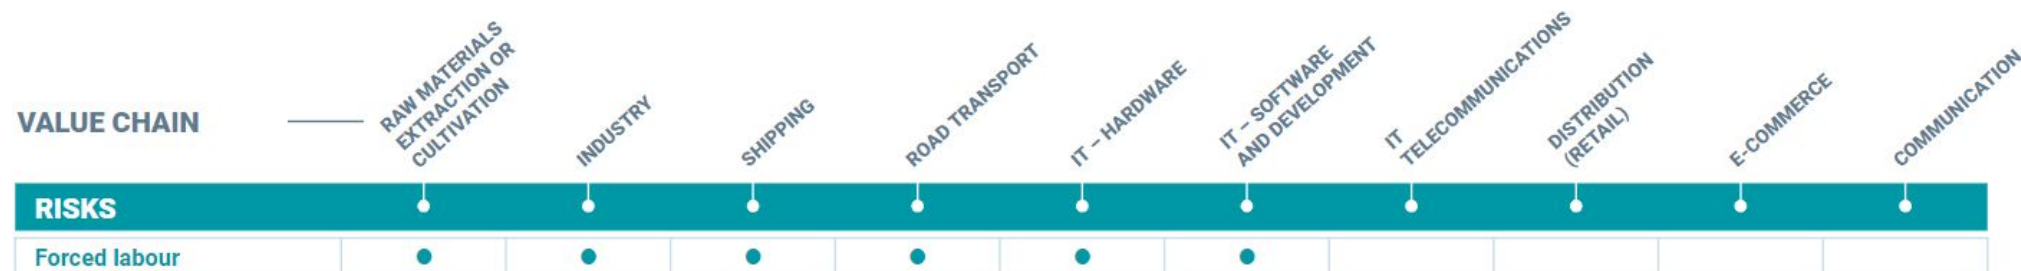 VALUE CHAIN
RAW MATERIALS
EXTRACTION OR
CULTIVATION
INDUSTRY
SHIPPING
ROAD TRANSPORT
IT – HARDWARE
IT – SOFTWARE
AND DEVELOPMENT
IT
TELECOMMUNICATIONS
DISTRIBUTION
(RETAIL)
E-COMMERCE
COMMUNICATION
RISKS
Forced labour